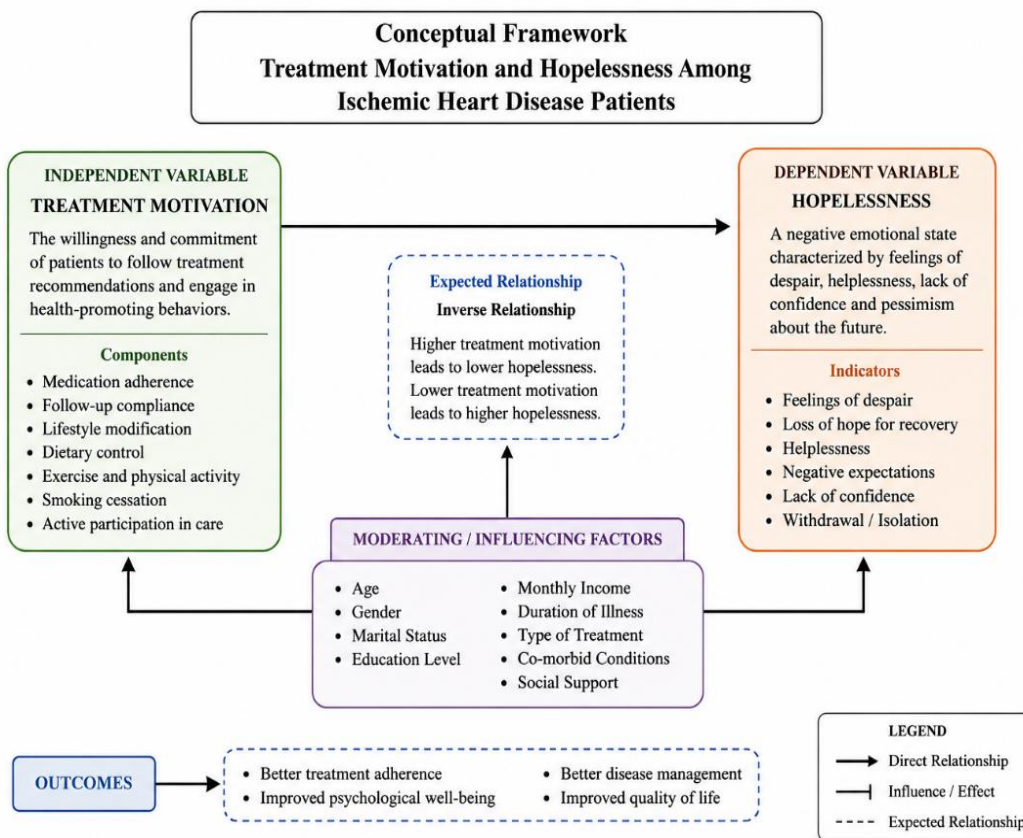 Conceptual Framework
Treatment Motivation and Hopelessness Among
Ischemic Heart Disease Patients
INDEPENDENT VARIABLE
TREATMENT MOTIVATION
The willingness and commitment
of patients to follow treatment
recommendations and engage in
health-promoting behaviors.
Components
• Medication adherence
• Follow-up compliance
• Lifestyle modification
• Dietary control
• Exercise and physical activity
• Smoking cessation
• Active participation in care
Expected Relationship
Inverse Relationship
Higher treatment motivation
leads to lower hopelessness.
Lower treatment motivation
leads to higher hopelessness.
DEPENDENT VARIABLE
HOPELESSNESS
A negative emotional state
characterized by feelings of
despair, helplessness, lack of
confidence and pessimism
about the future.
Indicators
• Feelings of despair
• Loss of hope for recovery
• Helplessness
• Negative expectations
• Lack of confidence
• Withdrawal / Isolation
MODERATING / INFLUENCING FACTORS
• Age
• Gender
• Marital Status
• Education Level
• Monthly Income
• Duration of Illness
• Type of Treatment
• Co-morbid Conditions
• Social Support
OUTCOMES
• Better treatment adherence
• Improved psychological well-being
• Better disease management
• Improved quality of life
LEGEND
Direct Relationship
Influence / Effect
Expected Relationship